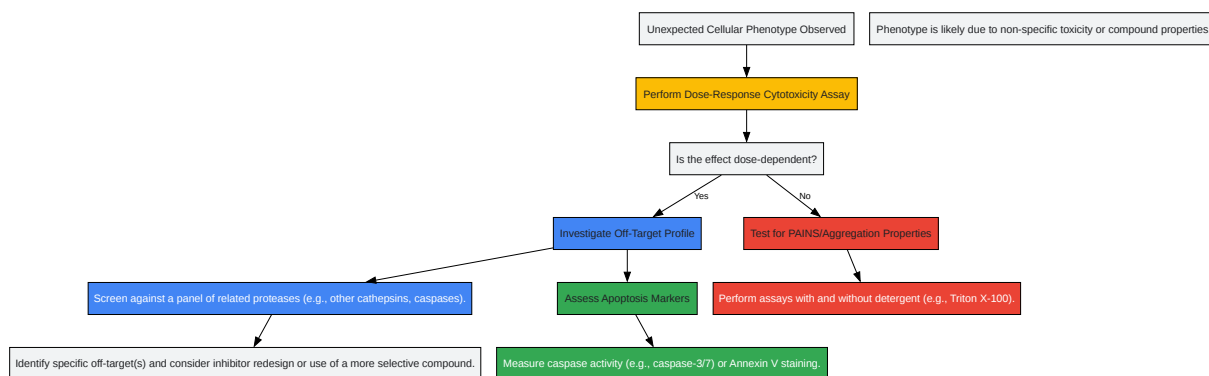 Unexpected Cellular Phenotype Observed
Phenotype is likely due to non-specific toxicity or compound properties
Perform Dose-Response Cytotoxicity Assay
Is the effect dose-dependent?
Yes
No
Investigate Off-Target Profile
Test for PAINS/Aggregation Properties
Screen against a panel of related proteases (e.g., other cathepsins, caspases).
Assess Apoptosis Markers
Perform assays with and without detergent (e.g., Triton X-100).
Identify specific off-target(s) and consider inhibitor redesign or use of a more selective compound.
Measure caspase activity (e.g., caspase-3/7) or Annexin V staining.